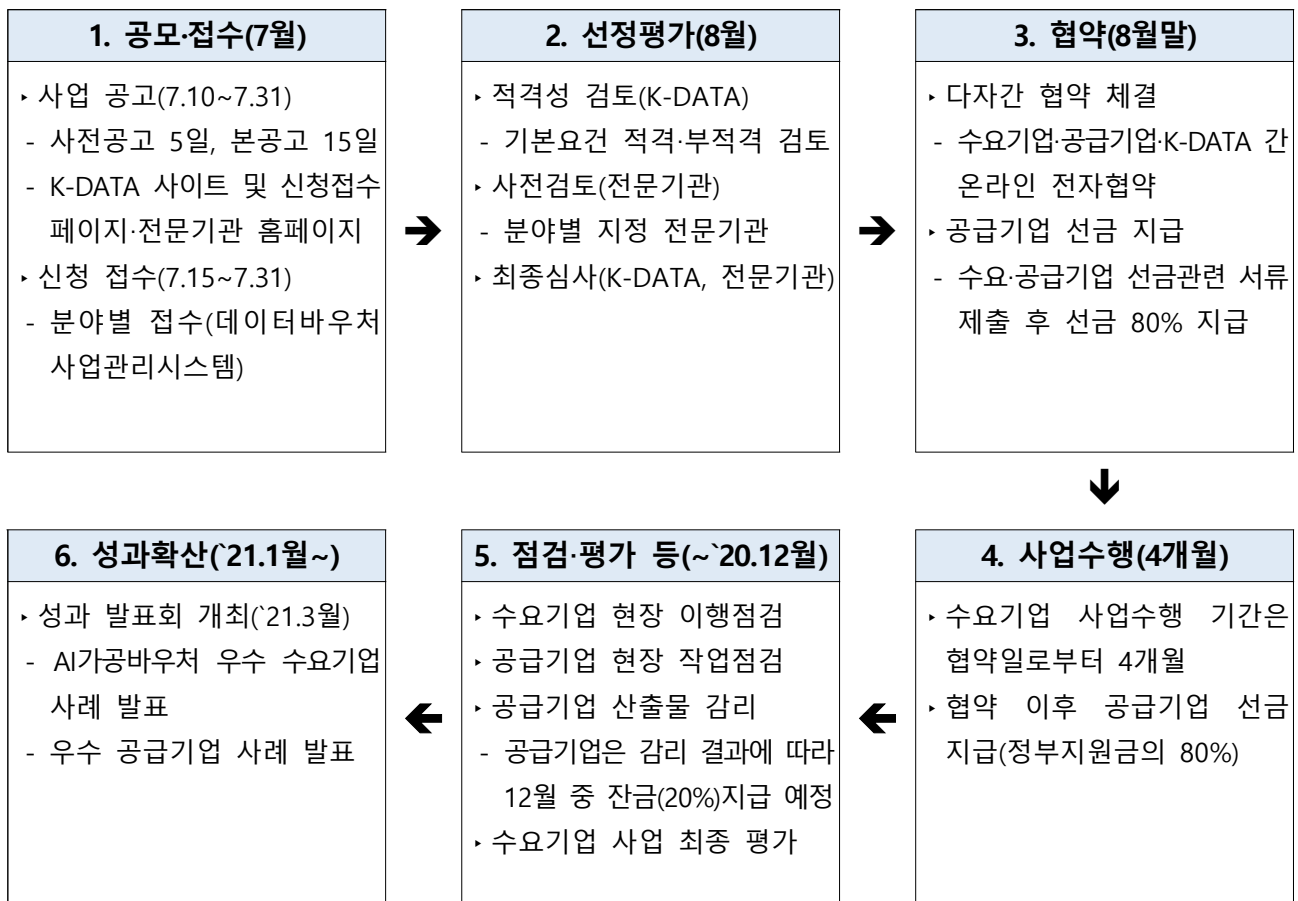 1. 공모·접수(7월)
‣ 사업 공고(7.10~7.31)
- 사전공고 5일, 본공고 15일
- K-DATA 사이트 및 신청접수
페이지·전문기관 홈페이지
‣ 신청 접수(7.15~7.31)
- 분야별 접수(데이터바우처
사업관리시스템)
➔
2. 선정평가(8월)
‣ 적격성 검토(K-DATA)
- 기본요건 적격·부적격 검토
‣ 사전검토(전문기관)
- 분야별 지정 전문기관
‣ 최종심사(K-DATA, 전문기관)
➔
3. 협약(8월말)
‣ 다자간 협약 체결
- 수요기업·공급기업·K-DATA 간
온라인 전자협약
‣ 공급기업 선금 지급
- 수요·공급기업 선금관련 서류
제출 후 선금 80% 지급
🡻
4. 사업수행(4개월)
‣ 수요기업 사업수행 기간은
협약일로부터 4개월
‣ 협약 이후 공급기업 선금
지급(정부지원금의 80%)
🡸
5. 점검·평가 등(~`20.12월)
‣ 수요기업 현장 이행점검
‣ 공급기업 현장 작업점검
‣ 공급기업 산출물 감리
- 공급기업은 감리 결과에 따라
12월 중 잔금(20%)지급 예정
‣ 수요기업 사업 최종 평가
🡸
6. 성과확산(`21.1월~)
‣ 성과 발표회 개최(`21.3월)
- AI가공바우처 우수 수요기업
사례 발표
- 우수 공급기업 사례 발표